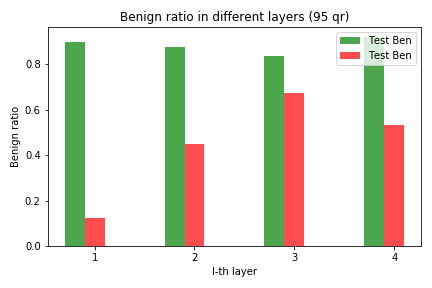 Benign ratio in different layers (95 qr)
Test Ben
Test Ben
Benign ratio
0.8
0.6
0.4
0.2
0.0
1 2 3 4
l-th layer